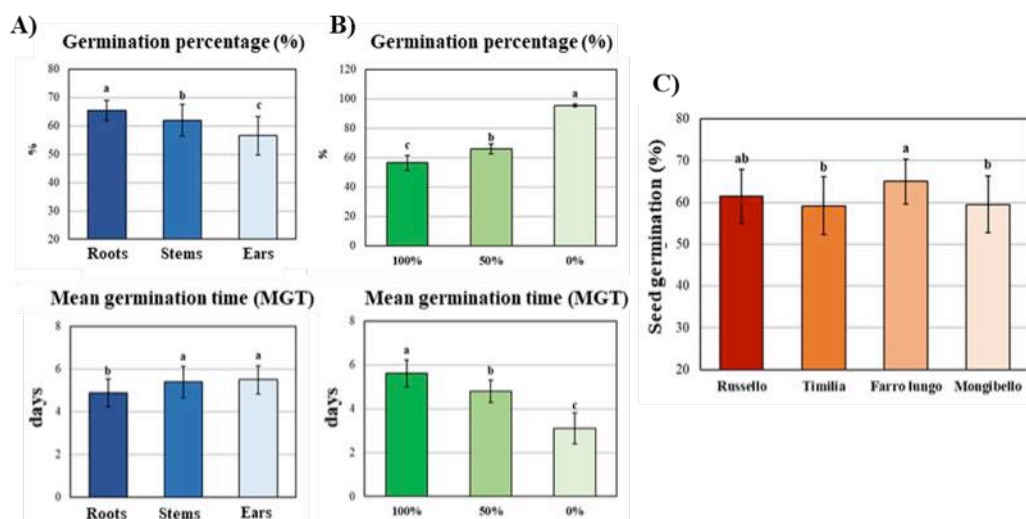 A)
Germination percentage (%)
80
70
60
50
40
30
20
%
a
b
c
Roots
Stems
Ears
Mean germination time (MGT)
8
6
4
2
0
days
b
a
a
Roots
Stems
Ears
B)
Germination percentage (%)
120
100
80
60
40
20
0
%
c
b
a
100%
50%
0%
Mean germination time (MGT)
8
6
4
2
0
days
a
b
c
100%
50%
0%
C)
80
70
60
50
40
30
20
Seed germination (%)
ab
b
a
b
Russello
Timilia
Farro lungo
Mongibello